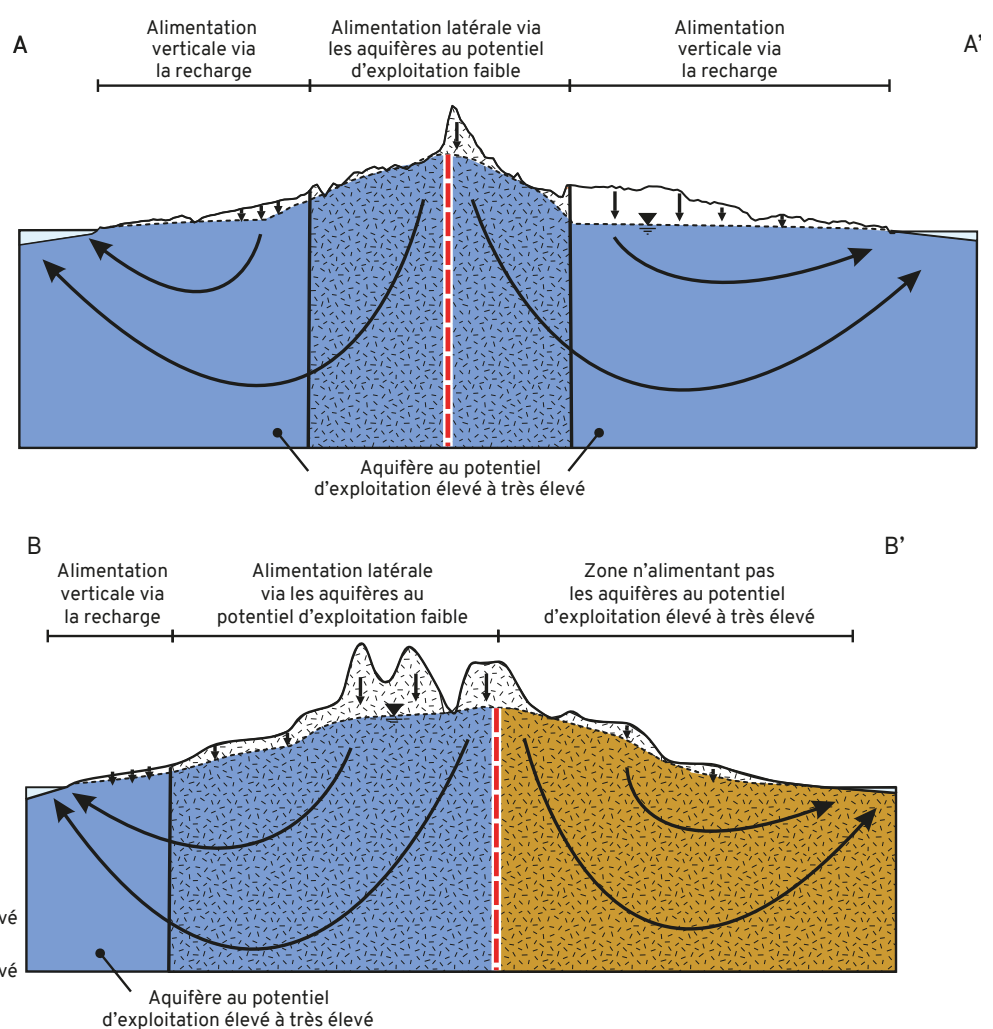 A
Alimentation
verticale via
la recharge
Alimentation latérale via
les aquifères au potentiel
d'exploitation faible
Alimentation
verticale via
la recharge
A'
Aquifère au potentiel
d'exploitation élevé à très élevé
B
Alimentation
verticale via
la recharge
Alimentation latérale
via les aquifères au
potentiel d'exploitation faible
Zone n'alimentant pas
les aquifères au potentiel
d'exploitation élevé à très élevé
B'
vé
vé
Aquifère au potentiel
d'exploitation élevé à très élevé